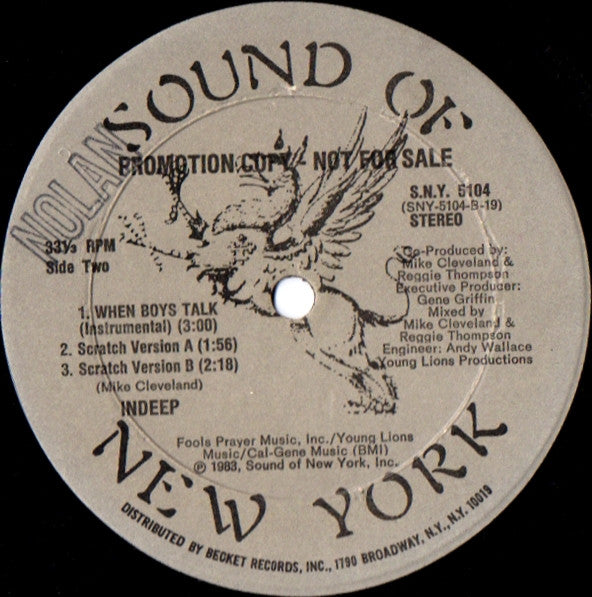 SOUND OF
NOLAN
PROMOTION COPY - NOT FOR SALE
S.N.Y. 5104
(SNY-5104-B-19)
STEREO
33⅓ RPM
Side Two
1. WHEN BOYS TALK
(Instrumental) (3:00)
2. Scratch Version A (1:56)
3. Scratch Version B (2:18)
(Mike Cleveland)
INDEEP
Co-Produced by:
Mike Cleveland &
Reggie Thompson
Executive Producer:
Gene Griffin
Mixed by
Mike Cleveland &
Reggie Thompson
Engineer: Andy Wallace
Young Lions Productions
Fools Prayer Music, Inc./Young Lions
Music/Cal-Gene Music (BMI)
℗ 1983, Sound of New York, Inc.
NEW YORK
DISTRIBUTED BY BECKET RECORDS, INC., 1790 BROADWAY, N.Y., N.Y. 10019